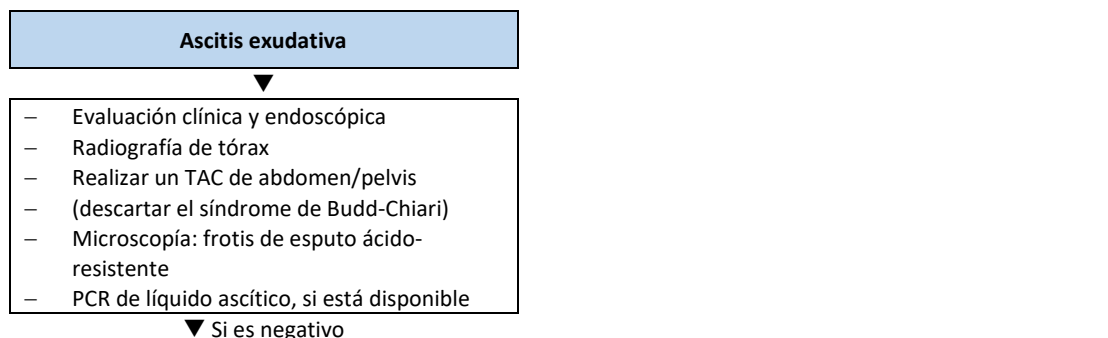 Ascitis exudativa
▼
– Evaluación clínica y endoscópica
– Radiografía de tórax
– Realizar un TAC de abdomen/pelvis
– (descartar el síndrome de Budd-Chiari)
– Microscopía: frotis de esputo ácido-
resistente
– PCR de líquido ascítico, si está disponible
▼ Si es negativo